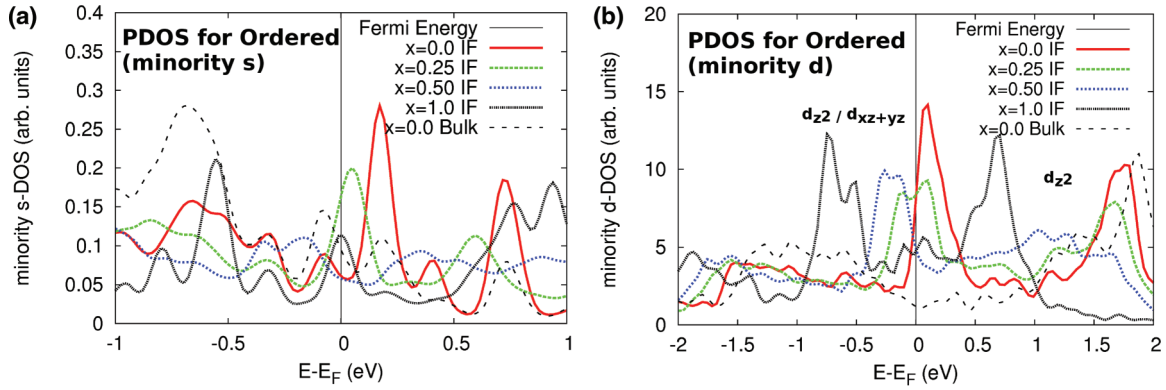 (a)
PDOS for Ordered
(minority s)
Fermi Energy
x=0.0 IF
x=0.25 IF
x=0.50 IF
x=1.0 IF
x=0.0 Bulk
minority s-DOS (arb. units)
0.4
0.35
0.3
0.25
0.2
0.15
0.1
0.05
0
-1
-0.5
0
0.5
1
E-EF (eV)
(b)
PDOS for Ordered
(minority d)
Fermi Energy
x=0.0 IF
x=0.25 IF
x=0.50 IF
x=1.0 IF
x=0.0 Bulk
dz2 / dxz+yz
dz2
minority d-DOS (arb. units)
20
15
10
5
0
-2
-1.5
-1
-0.5
0
0.5
1
1.5
2
E-EF (eV)